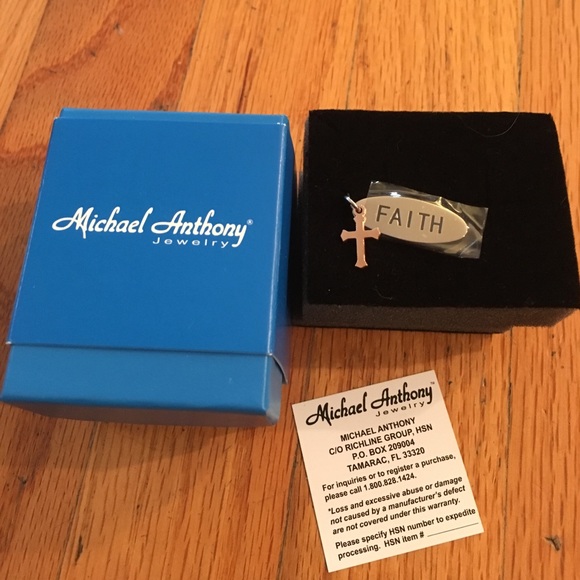 Michael Anthony®
Jewelry
FAITH
Michael Anthony™
Jewelry
MICHAEL ANTHONY
C/O RICHLINE GROUP, HSN
P.O. BOX 209004
TAMARAC, FL 33320
For inquiries or to register a purchase,
please call 1.800.828.1424.
*Loss and excessive abuse or damage
not caused by a manufacturer's defect
are not covered under this warranty.
Please specify HSN number to expedite
processing. HSN item # __________